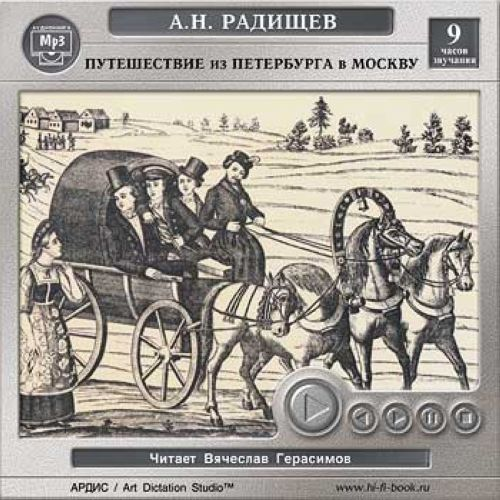 А.Н. РАДИЩЕВ
АУДИОКНИГА
Mp3
9
часов
звучания
ПУТЕШЕСТВИЕ из ПЕТЕРБУРГА в МОСКВУ
Читает Вячеслав Герасимов
АРДИС / Art Dictation Studio™
www.hi-fi-book.ru